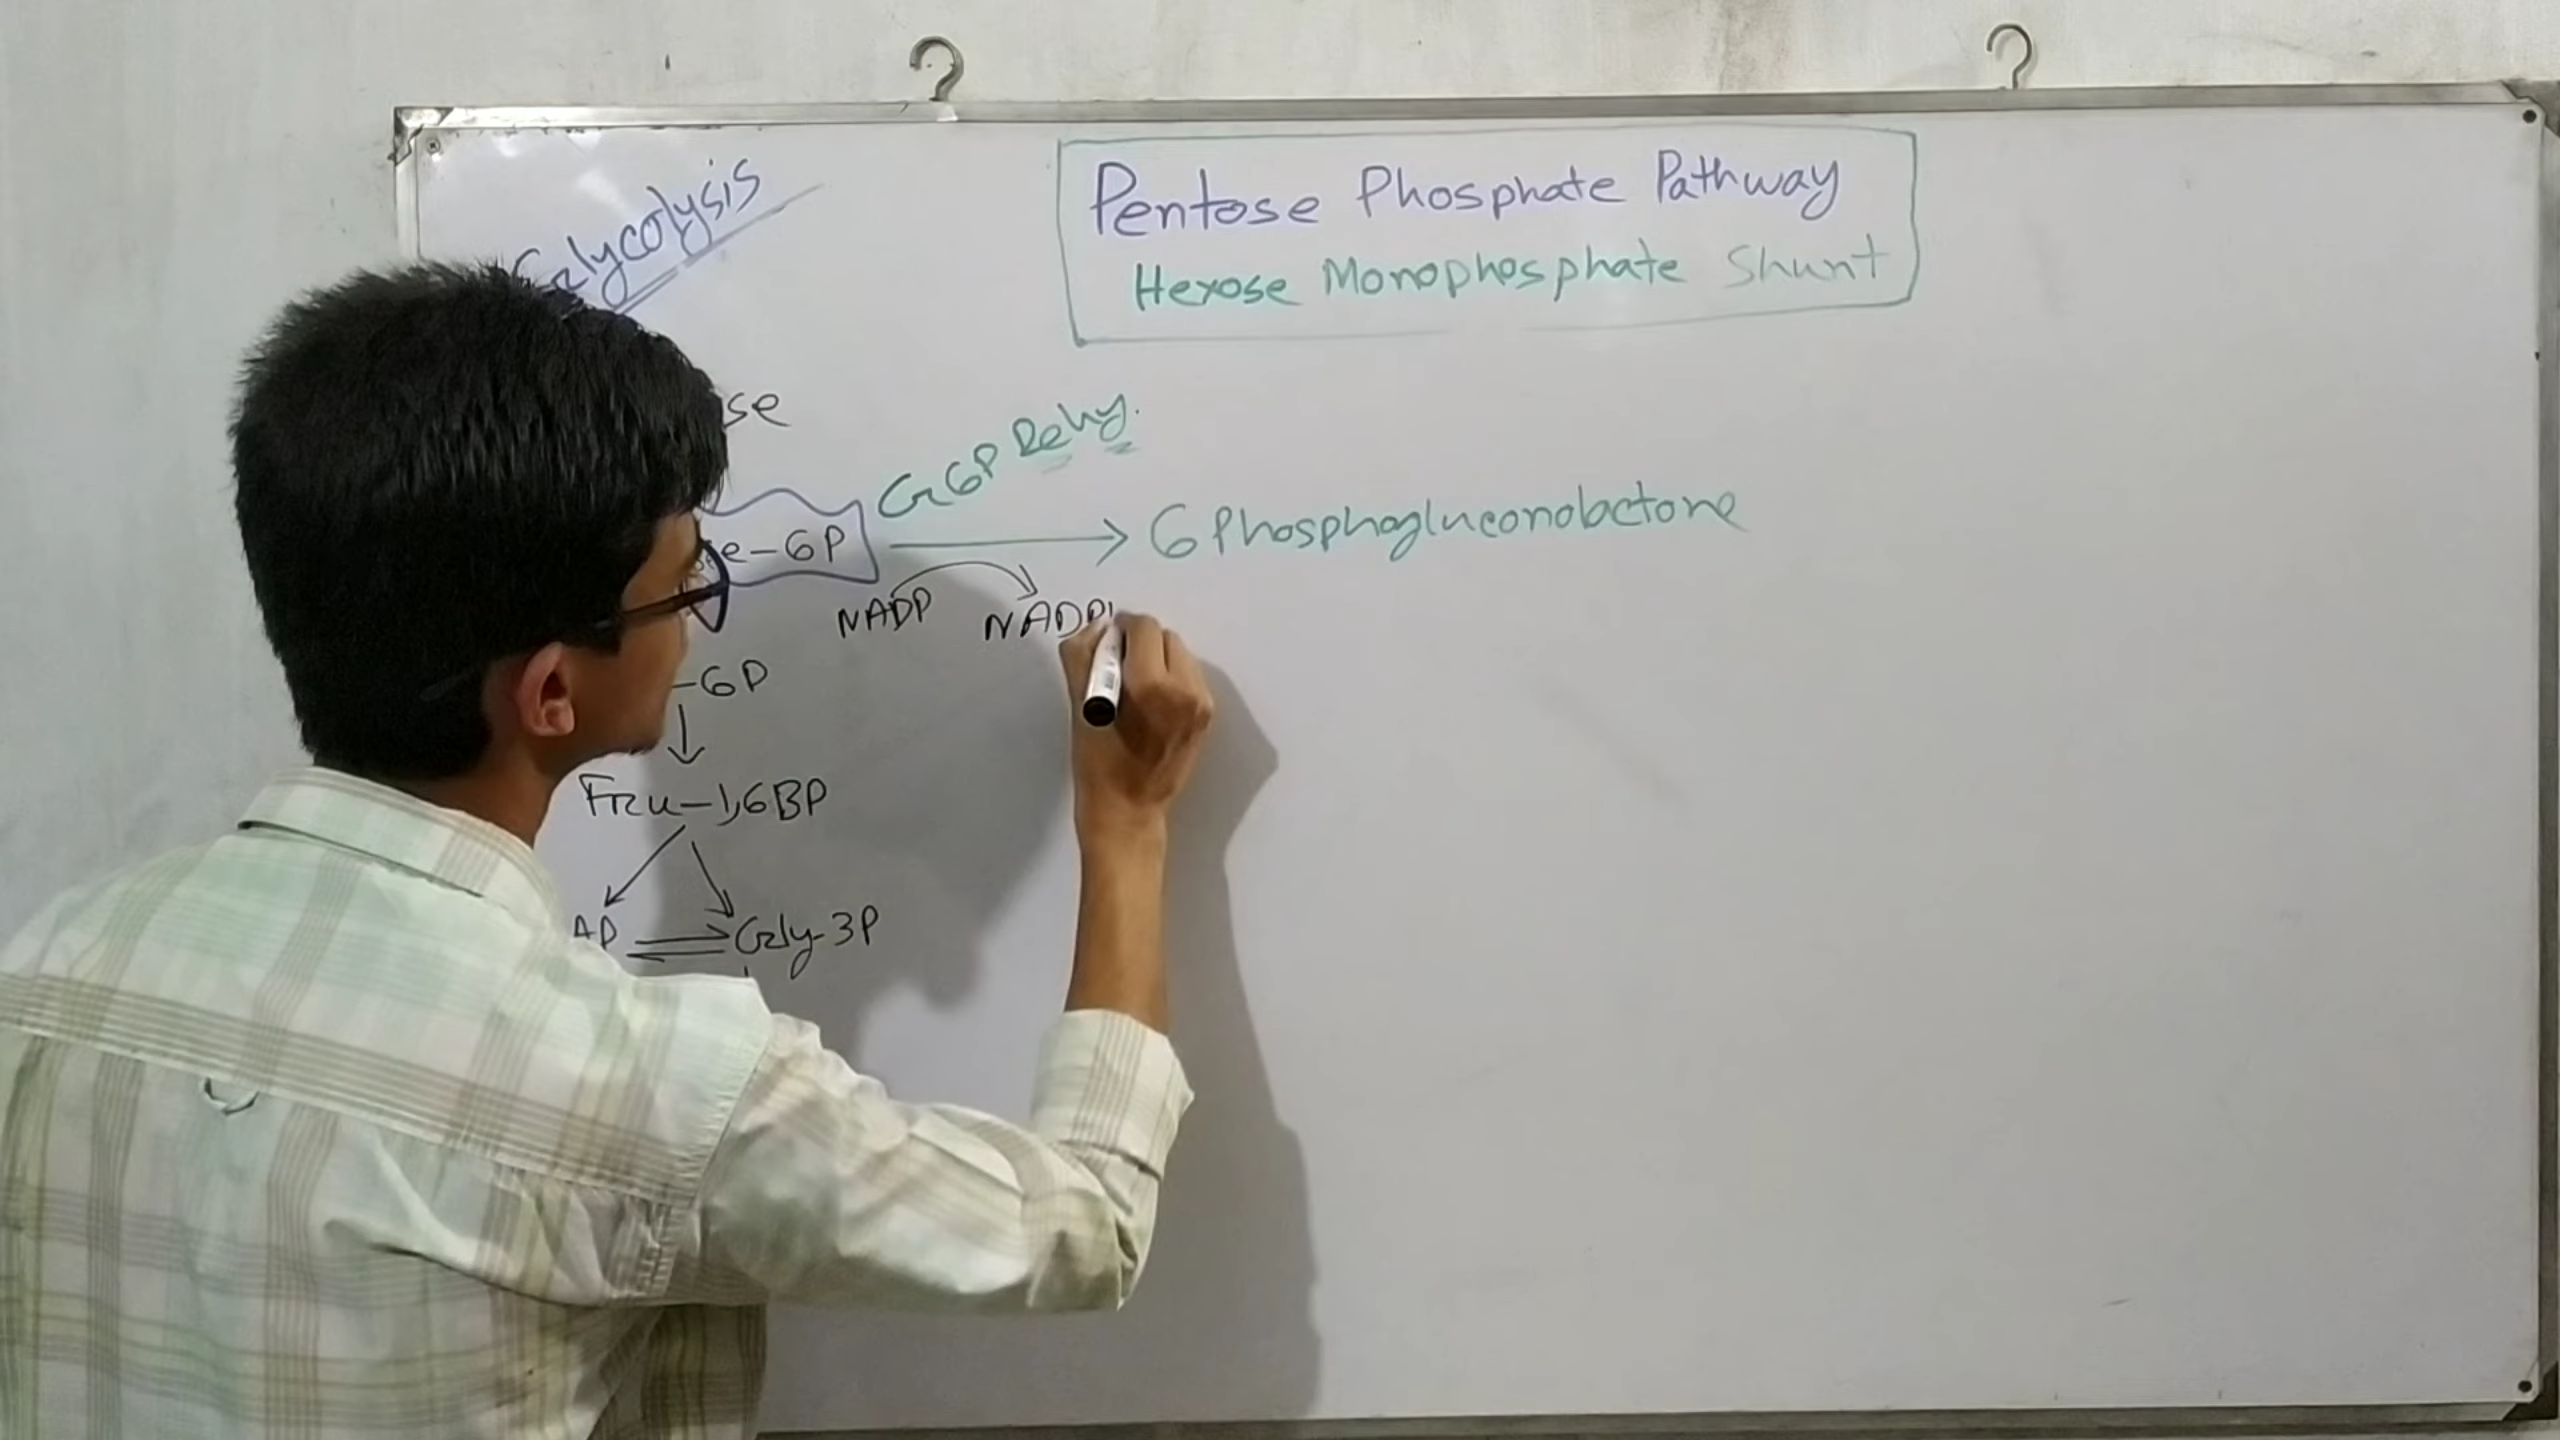 Glycolysis
Pentose Phosphate Pathway
Hexose Monophosphate Shunt
se
G6P Dehy.
e-6P
6 Phosphogluconolactone
NADP NADPH
-6P
Fru-1,6BP
AP Gly-3P